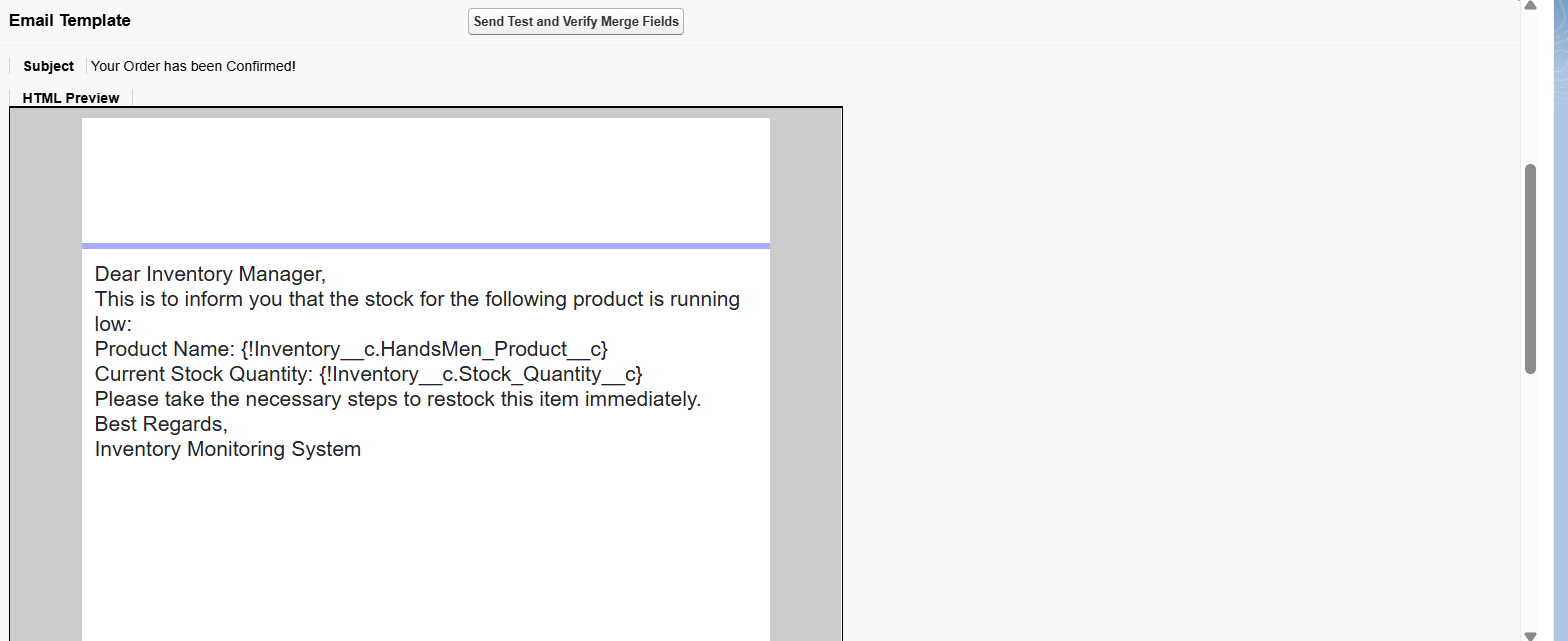 Email Template
Send Test and Verify Merge Fields
Subject
Your Order has been Confirmed!
HTML Preview
Dear Inventory Manager,
This is to inform you that the stock for the following product is running
low:
Product Name: {!Inventory__c.HandsMen_Product__c}
Current Stock Quantity: {!Inventory__c.Stock_Quantity__c}
Please take the necessary steps to restock this item immediately.
Best Regards,
Inventory Monitoring System